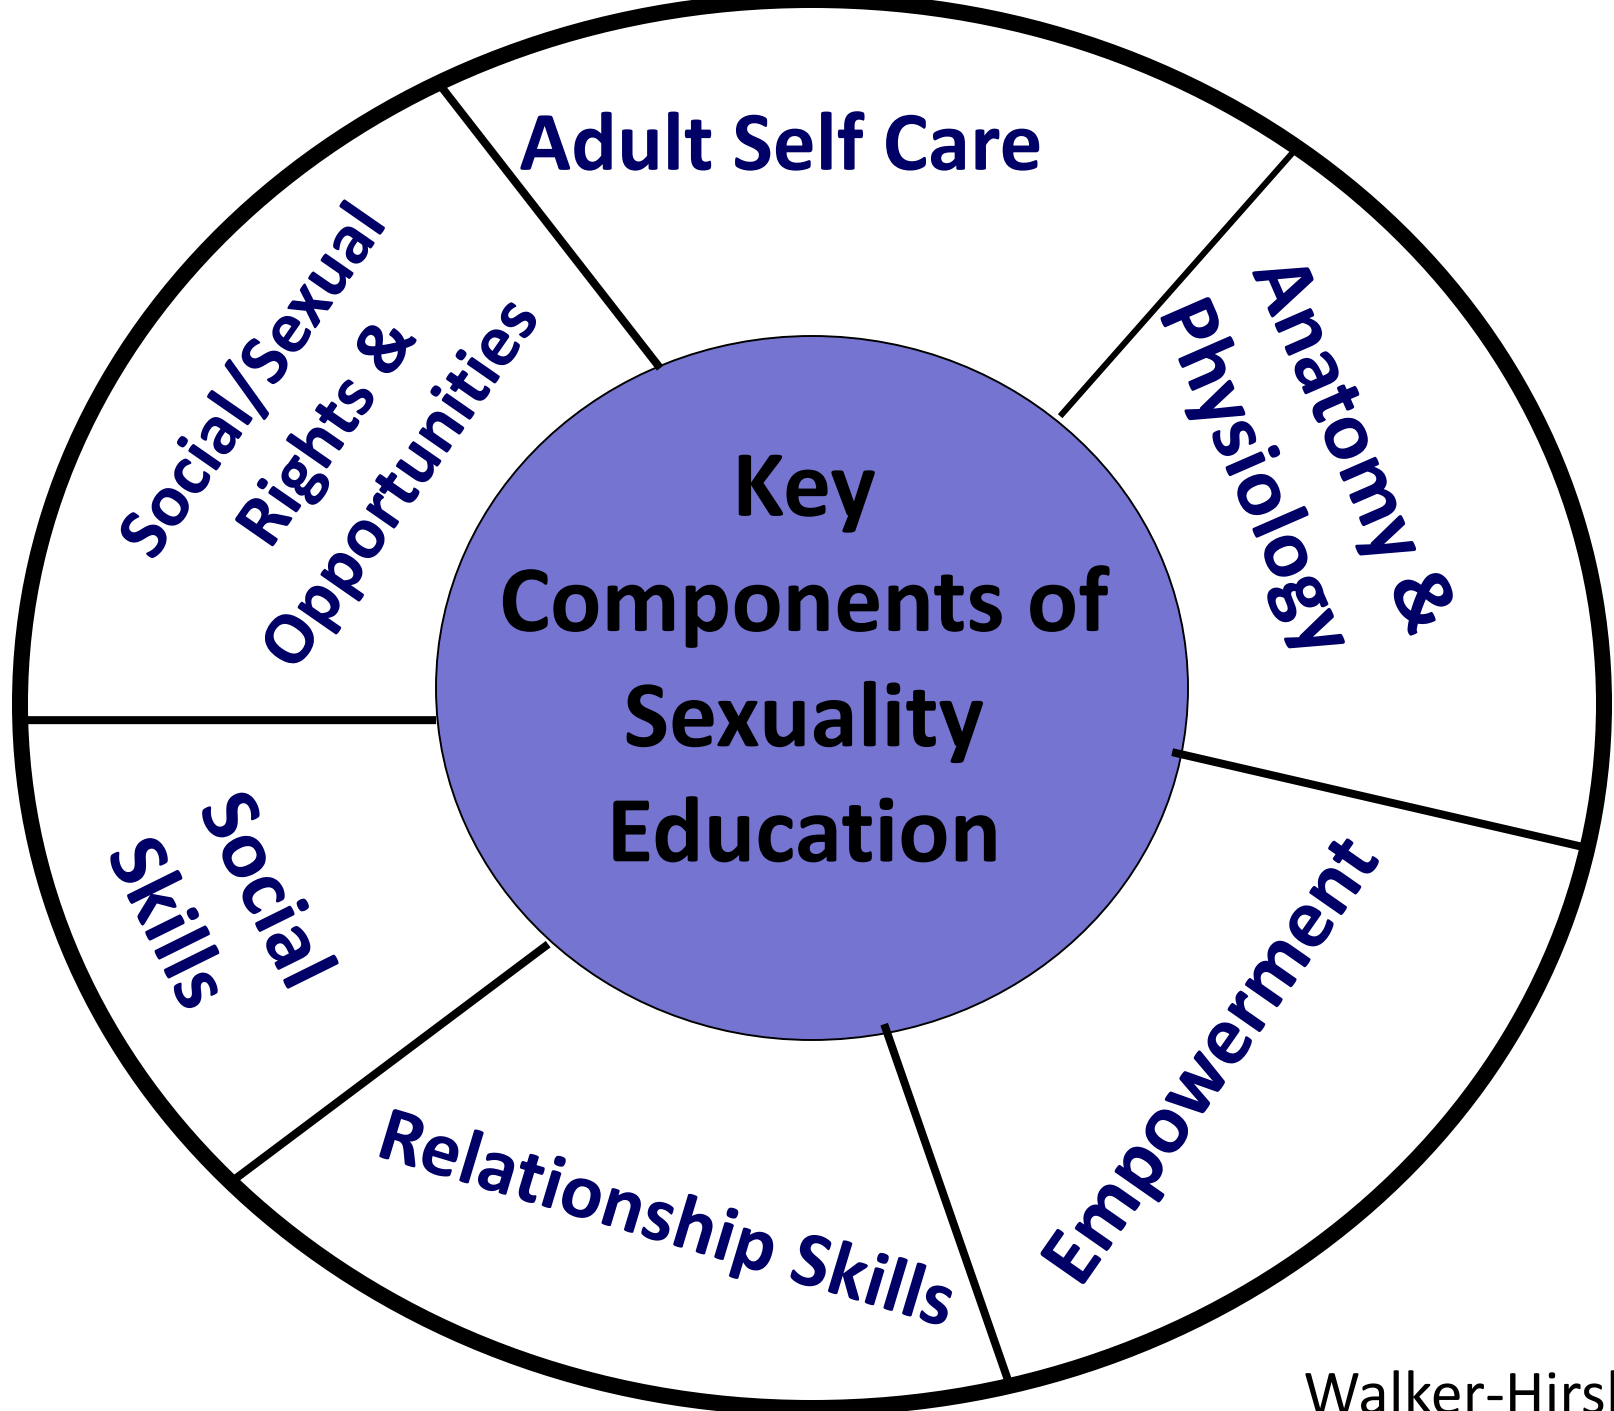 Adult Self Care
Anatomy &
Physiology
Empowerment
Relationship Skills
Social
Skills
Social/Sexual
Rights &
Opportunities
Key
Components of
Sexuality
Education